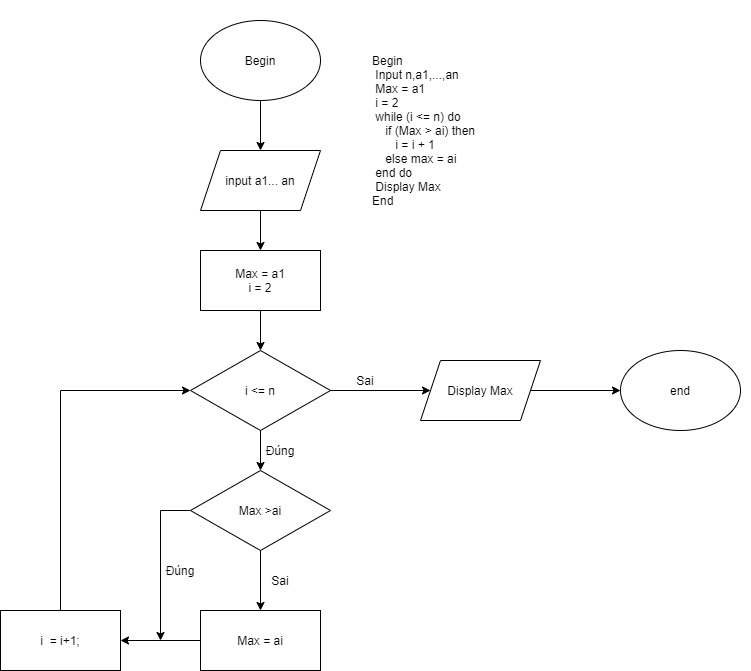 Begin
Begin
Input n,a1,...,an
Max = a1
i = 2
while (i <= n) do
if (Max > ai) then
i = i + 1
else max = ai
end do
Display Max
End
input a1... an
Max = a1
i = 2
i <= n
Sai
Display Max
end
Đúng
Max >ai
Đúng
Sai
i = i+1;
Max = ai